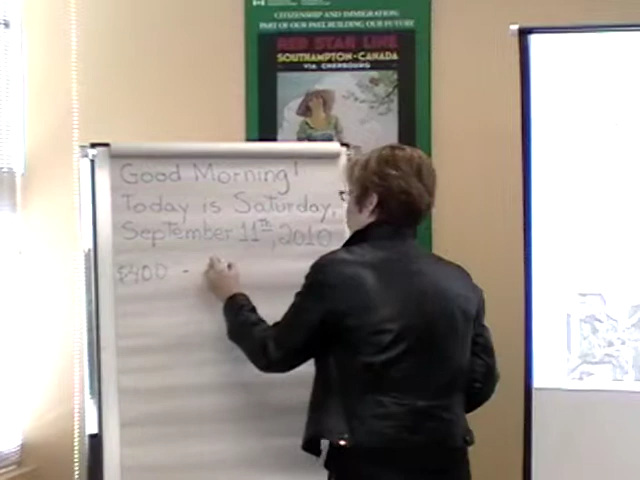 CITIZENSHIP AND IMMIGRATION:
PART OF OUR PAST, BUILDING OUR FUTURE
RED STAR LINE
SOUTHAMPTON-CANADA
VIA CHERBOURG
Good Morning!
Today is Saturday,
September 11th, 2010
$400 -